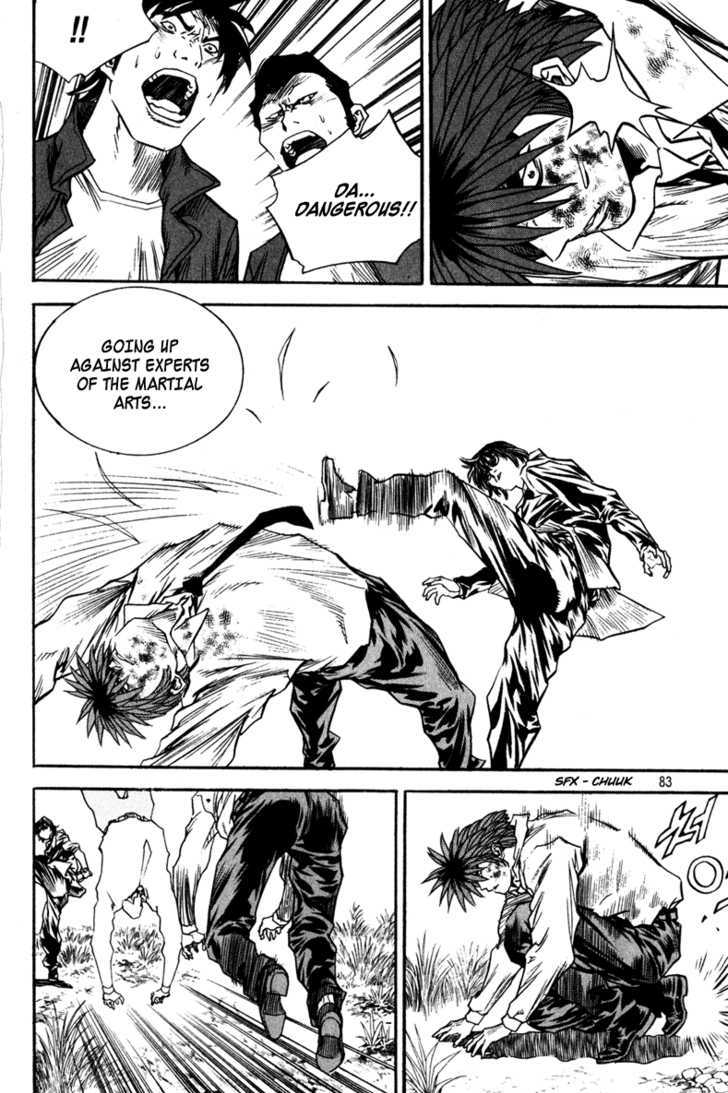 !!
DA...
DANGEROUS!!
GOING UP
AGAINST EXPERTS
OF THE MARTIAL
ARTS...
SFX - CHUUK 83